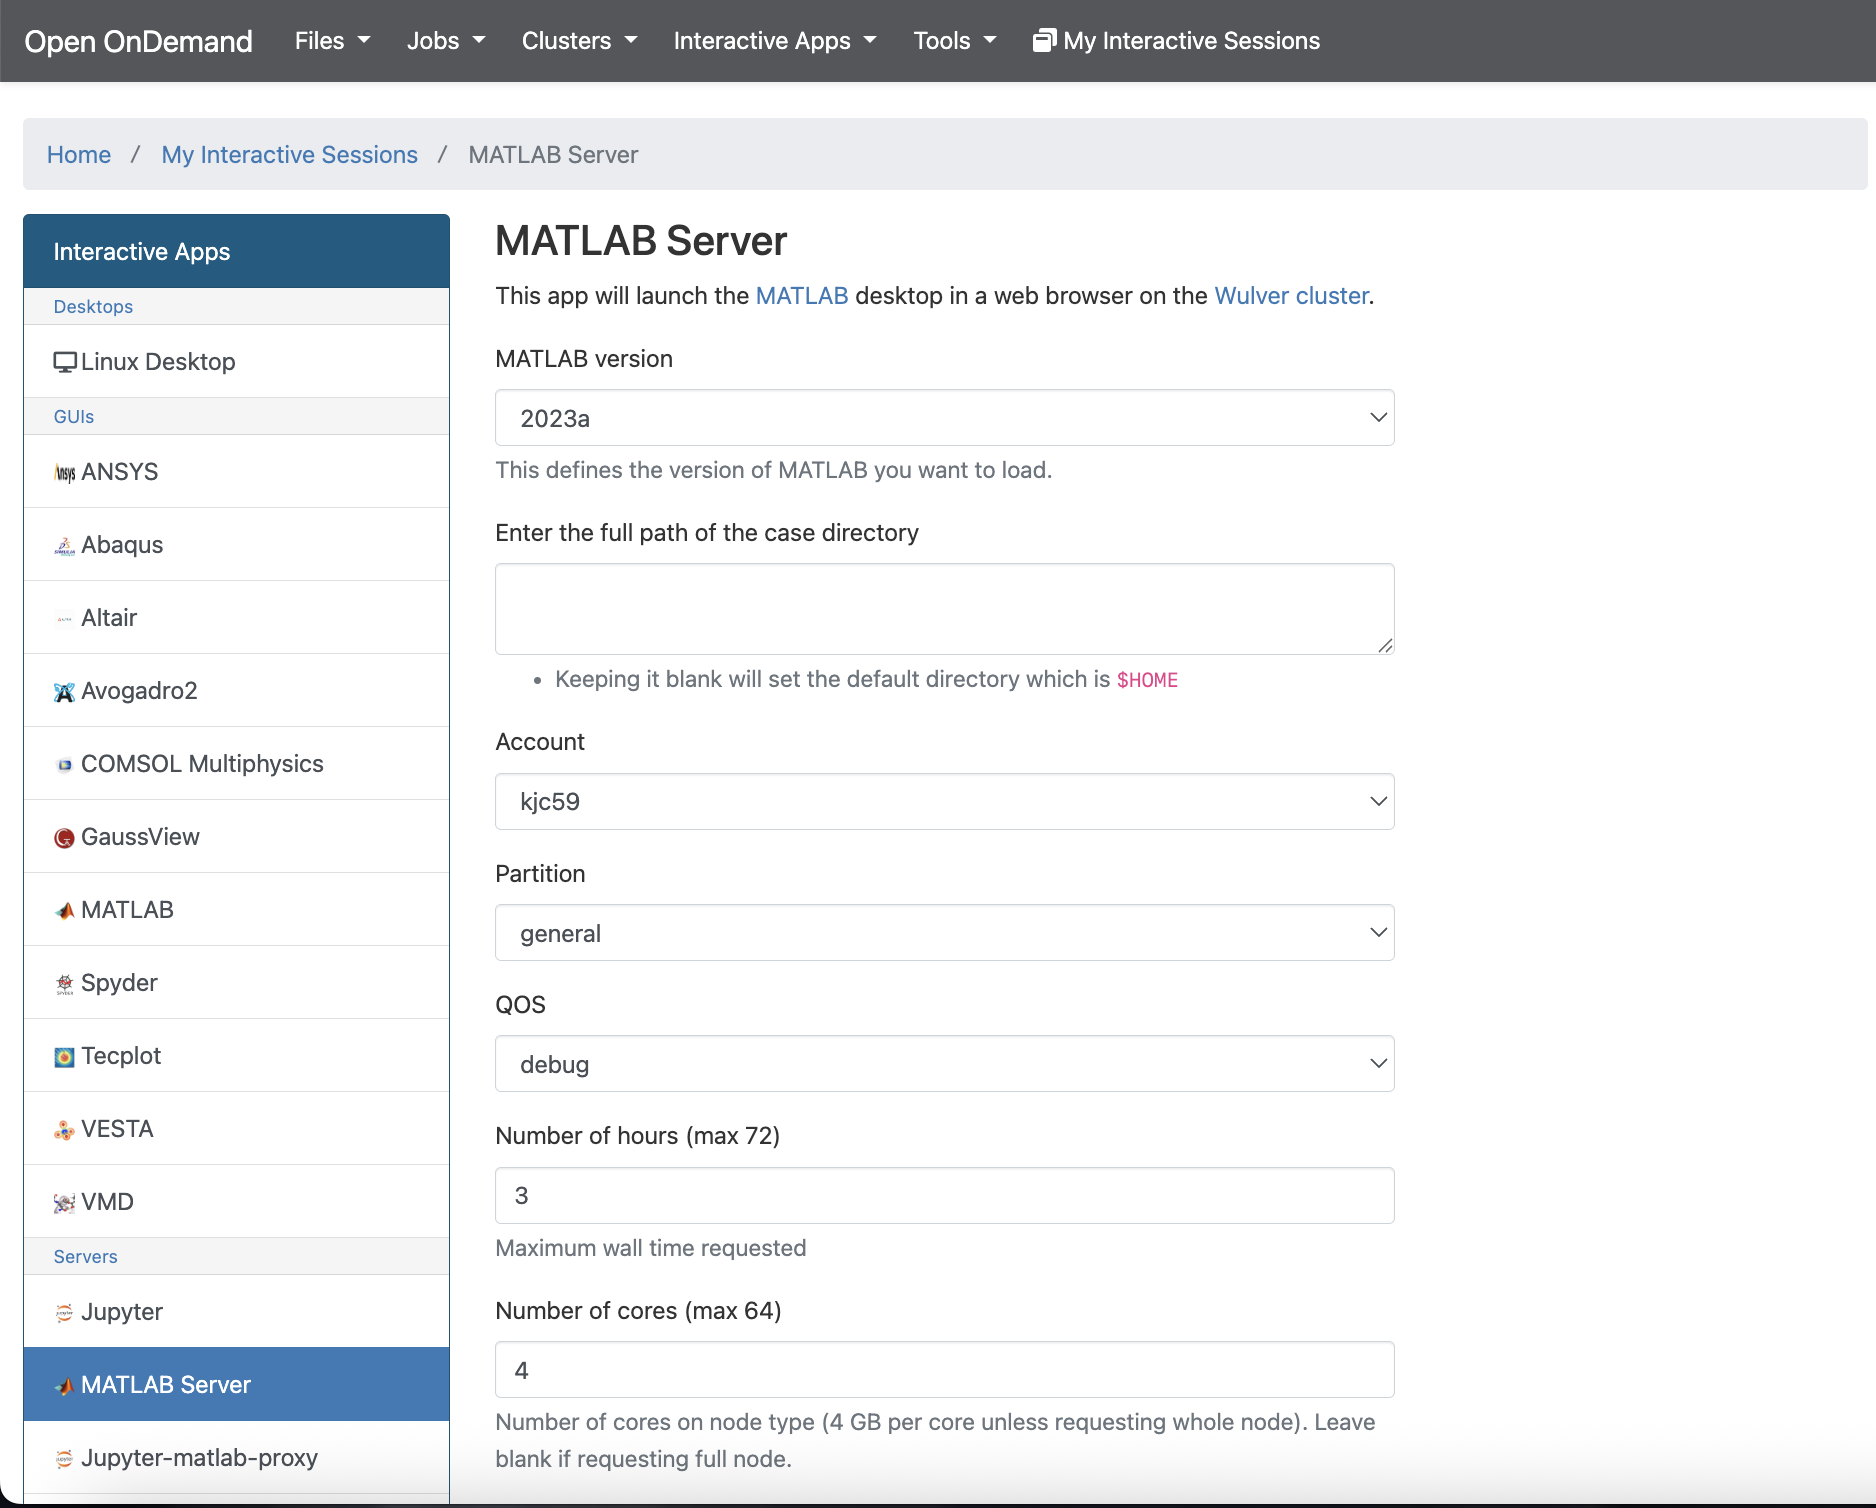 Open OnDemand Files Jobs Clusters Interactive Apps Tools My Interactive Sessions
Home / My Interactive Sessions / MATLAB Server
Interactive Apps
Desktops
Linux Desktop
GUIs
Ansys ANSYS
Abaqus
Altair
Avogadro2
COMSOL Multiphysics
GaussView
MATLAB
Spyder
Tecplot
VESTA
VMD
Servers
Jupyter
MATLAB Server
Jupyter-matlab-proxy
MATLAB Server
This app will launch the MATLAB desktop in a web browser on the Wulver cluster.
MATLAB version
2023a
This defines the version of MATLAB you want to load.
Enter the full path of the case directory
• Keeping it blank will set the default directory which is $HOME
Account
kjc59
Partition
general
QOS
debug
Number of hours (max 72)
3
Maximum wall time requested
Number of cores (max 64)
4
Number of cores on node type (4 GB per core unless requesting whole node). Leave
blank if requesting full node.